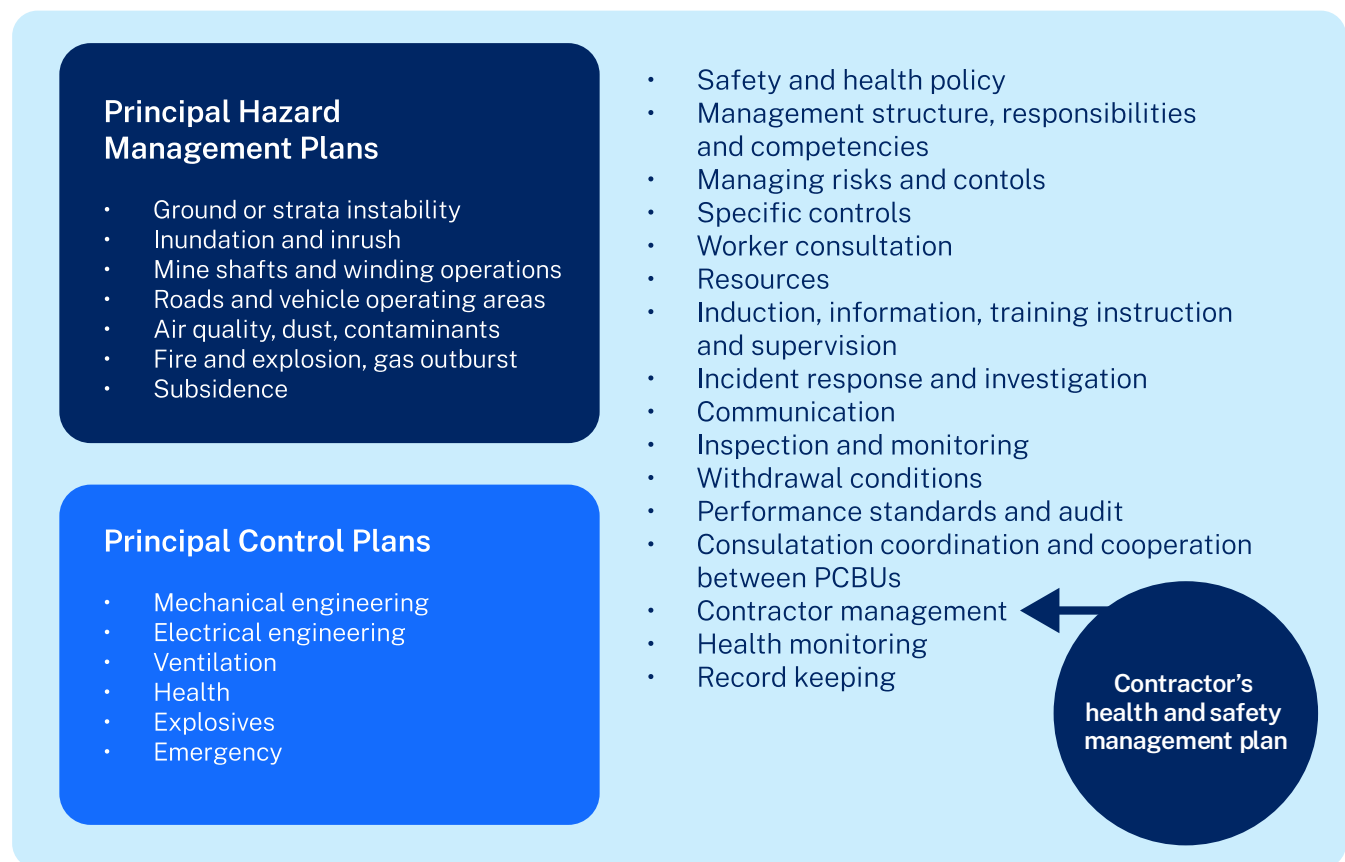 Principal Hazard
Management Plans
• Ground or strata instability
• Inundation and inrush
• Mine shafts and winding operations
• Roads and vehicle operating areas
• Air quality, dust, contaminants
• Fire and explosion, gas outburst
• Subsidence
Principal Control Plans
• Mechanical engineering
• Electrical engineering
• Ventilation
• Health
• Explosives
• Emergency
• Safety and health policy
• Management structure, responsibilities
and competencies
• Managing risks and contols
• Specific controls
• Worker consultation
• Resources
• Induction, information, training instruction
and supervision
• Incident response and investigation
• Communication
• Inspection and monitoring
• Withdrawal conditions
• Performance standards and audit
• Consulatation coordination and cooperation
between PCBUs
• Contractor management
• Health monitoring
• Record keeping
Contractor’s
health and safety
management plan